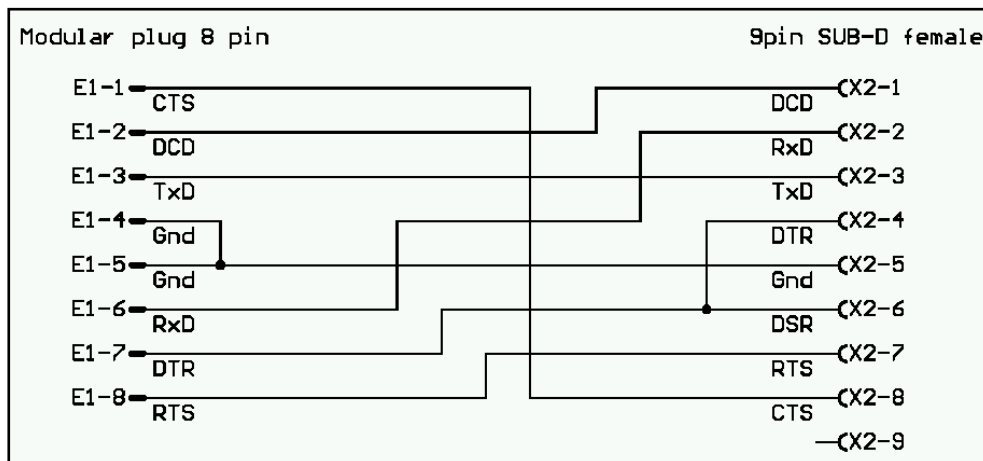 Modular plug 8 pin 9pin SUB-D female
E1-1 CTS DCD X2-1
E1-2 DCD RxD X2-2
E1-3 TxD TxD X2-3
E1-4 Gnd DTR X2-4
E1-5 Gnd Gnd X2-5
E1-6 RxD DSR X2-6
E1-7 DTR RTS X2-7
E1-8 RTS CTS X2-8
X2-9